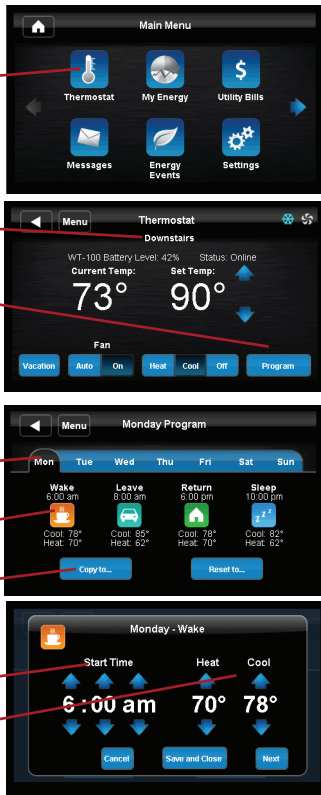 Main Menu
Thermostat My Energy Utility Bills
Messages Energy Events Settings
Menu Thermostat
Downstairs
WT-100 Battery Level: 42% Status: Online
Current Temp: Set Temp:
73° 90°
Fan
Vacation Auto On Heat Cool Off Program
Menu Monday Program
Mon Tue Wed Thu Fri Sat Sun
Wake Leave Return Sleep
6:00 am 8:00 am 6:00 pm 10:00 pm
zzz
Cool: 78° Cool: 85° Cool: 78° Cool: 82°
Heat: 70° Heat: 62° Heat: 70° Heat: 62°
Copy to... Reset to...
Monday - Wake
Start Time Heat Cool
6 : 00 am 70° 78°
Cancel Save and Close Next